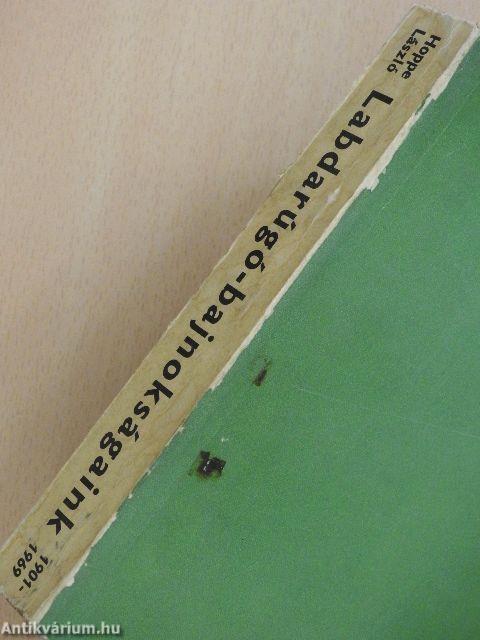 Hoppe
László
Labdarúgó-bajnokságaink
1901-
1969
Antikvárium.hu